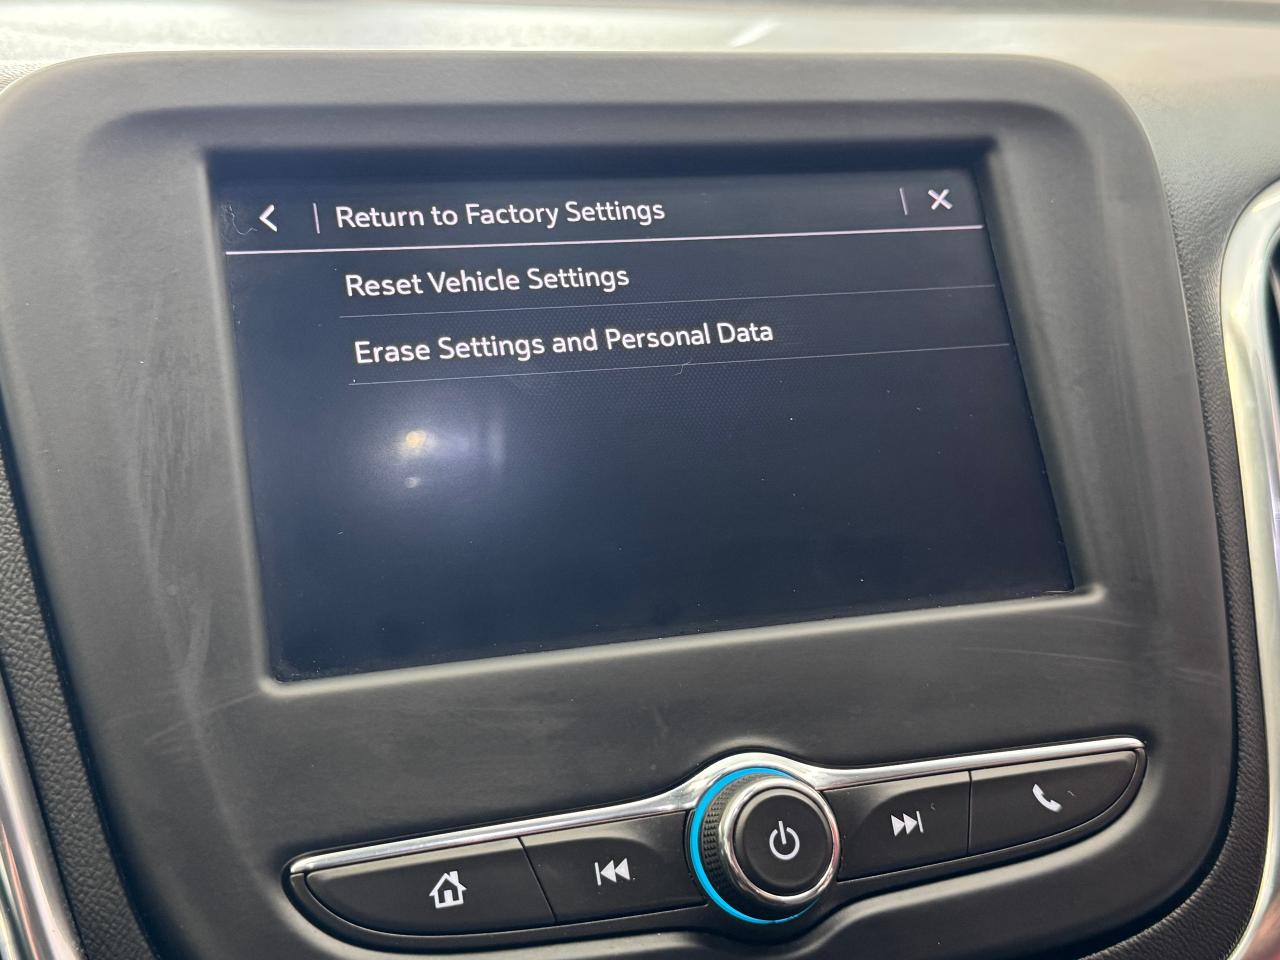 Return to Factory Settings
Reset Vehicle Settings
Erase Settings and Personal Data